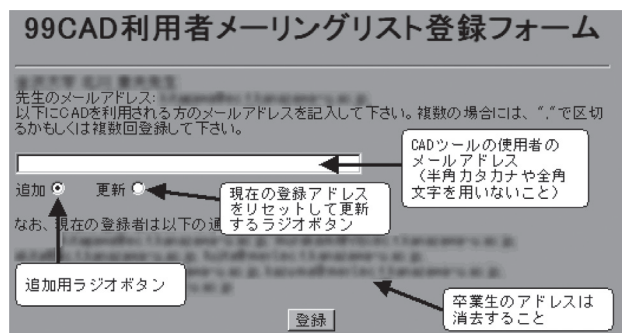 99CAD利用者メーリングリスト登録フォーム
先生のメールアドレス:
以下にCADを利用される方のメールアドレスを記入して下さい。複数の場合には、“,”で区切
るかもしくは複数回登録して下さい。
CADツールの使用者の
メールアドレス
（半角カタカナや全角
文字を用いないこと）
追加
更新
現在の登録アドレス
をリセットして更新
するラジオボタン
なお、現在の登録者は以下の通
追加用ラジオボタン
卒業生のアドレスは
消去すること
登録